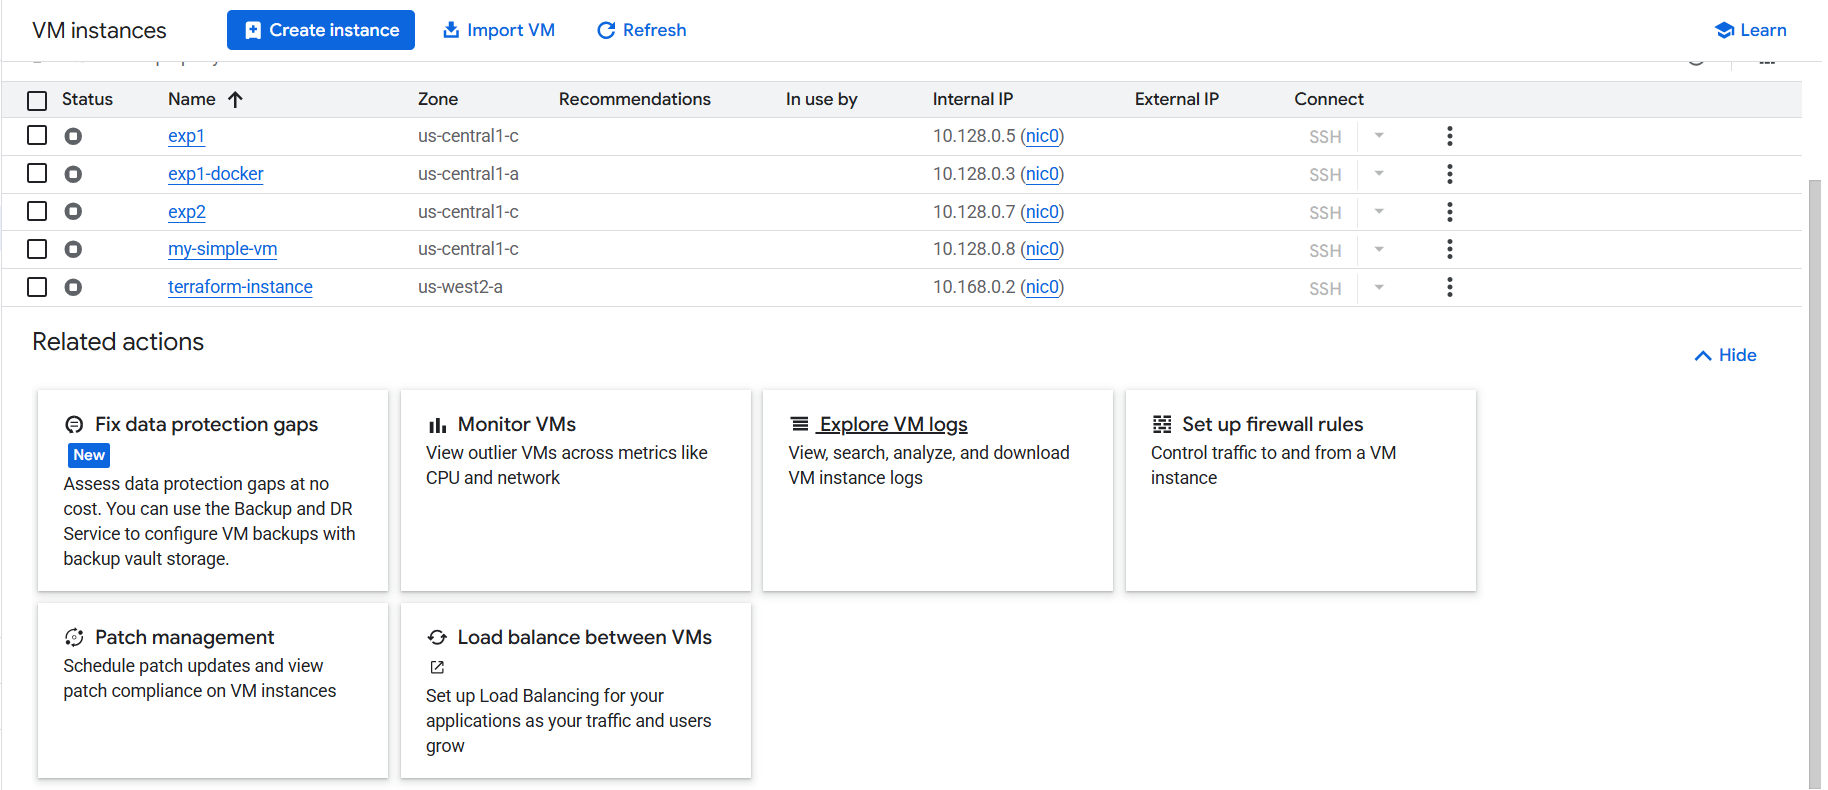 VM instances Create instance Import VM Refresh Learn
Status Name Zone Recommendations In use by Internal IP External IP Connect
exp1 us-central1-c 10.128.0.5 (nic0) SSH
exp1-docker us-central1-a 10.128.0.3 (nic0) SSH
exp2 us-central1-c 10.128.0.7 (nic0) SSH
my-simple-vm us-central1-c 10.128.0.8 (nic0) SSH
terraform-instance us-west2-a 10.168.0.2 (nic0) SSH
Related actions
Hide
Fix data protection gaps
New
Assess data protection gaps at no
cost. You can use the Backup and DR
Service to configure VM backups with
backup vault storage.
Monitor VMs
View outlier VMs across metrics like
CPU and network
Explore VM logs
View, search, analyze, and download
VM instance logs
Set up firewall rules
Control traffic to and from a VM
instance
Patch management
Schedule patch updates and view
patch compliance on VM instances
Load balance between VMs
Set up Load Balancing for your
applications as your traffic and users
grow